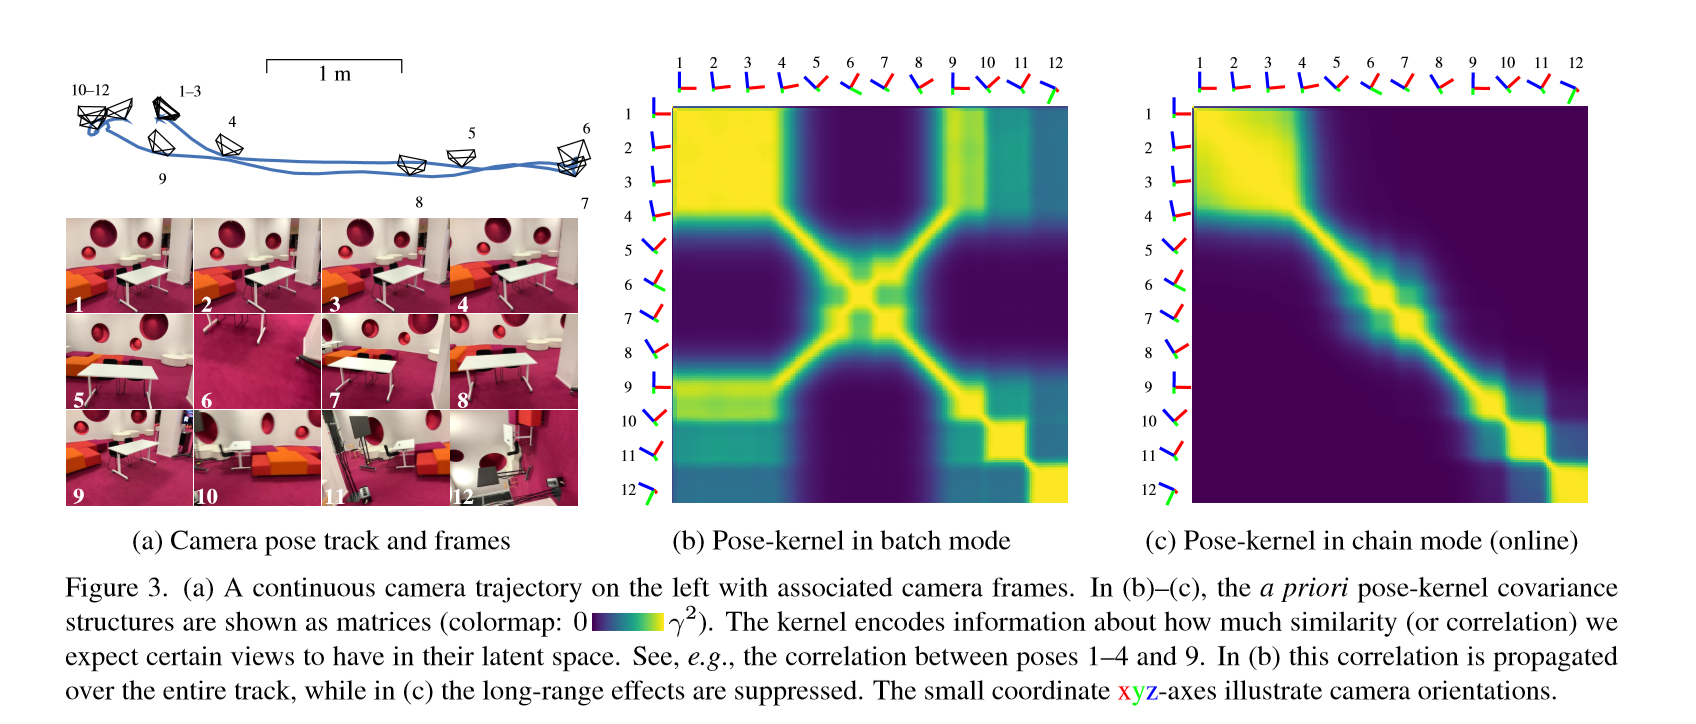 1 m
10–12
1–3
4
5
6
9
8
7
1 2 3 4
5 6 7 8
9 10 11 12
1 2 3 4 5 6 7 8 9 10 11 12
1
2
3
4
5
6
7
8
9
10
11
12
1 2 3 4 5 6 7 8 9 10 11 12
1
2
3
4
5
6
7
8
9
10
11
12
(a) Camera pose track and frames
(b) Pose-kernel in batch mode
(c) Pose-kernel in chain mode (online)
Figure 3. (a) A continuous camera trajectory on the left with associated camera frames. In (b)–(c), the a priori pose-kernel covariance
structures are shown as matrices (colormap: 0 γ²). The kernel encodes information about how much similarity (or correlation) we
expect certain views to have in their latent space. See, e.g., the correlation between poses 1–4 and 9. In (b) this correlation is propagated
over the entire track, while in (c) the long-range effects are suppressed. The small coordinate xyz-axes illustrate camera orientations.